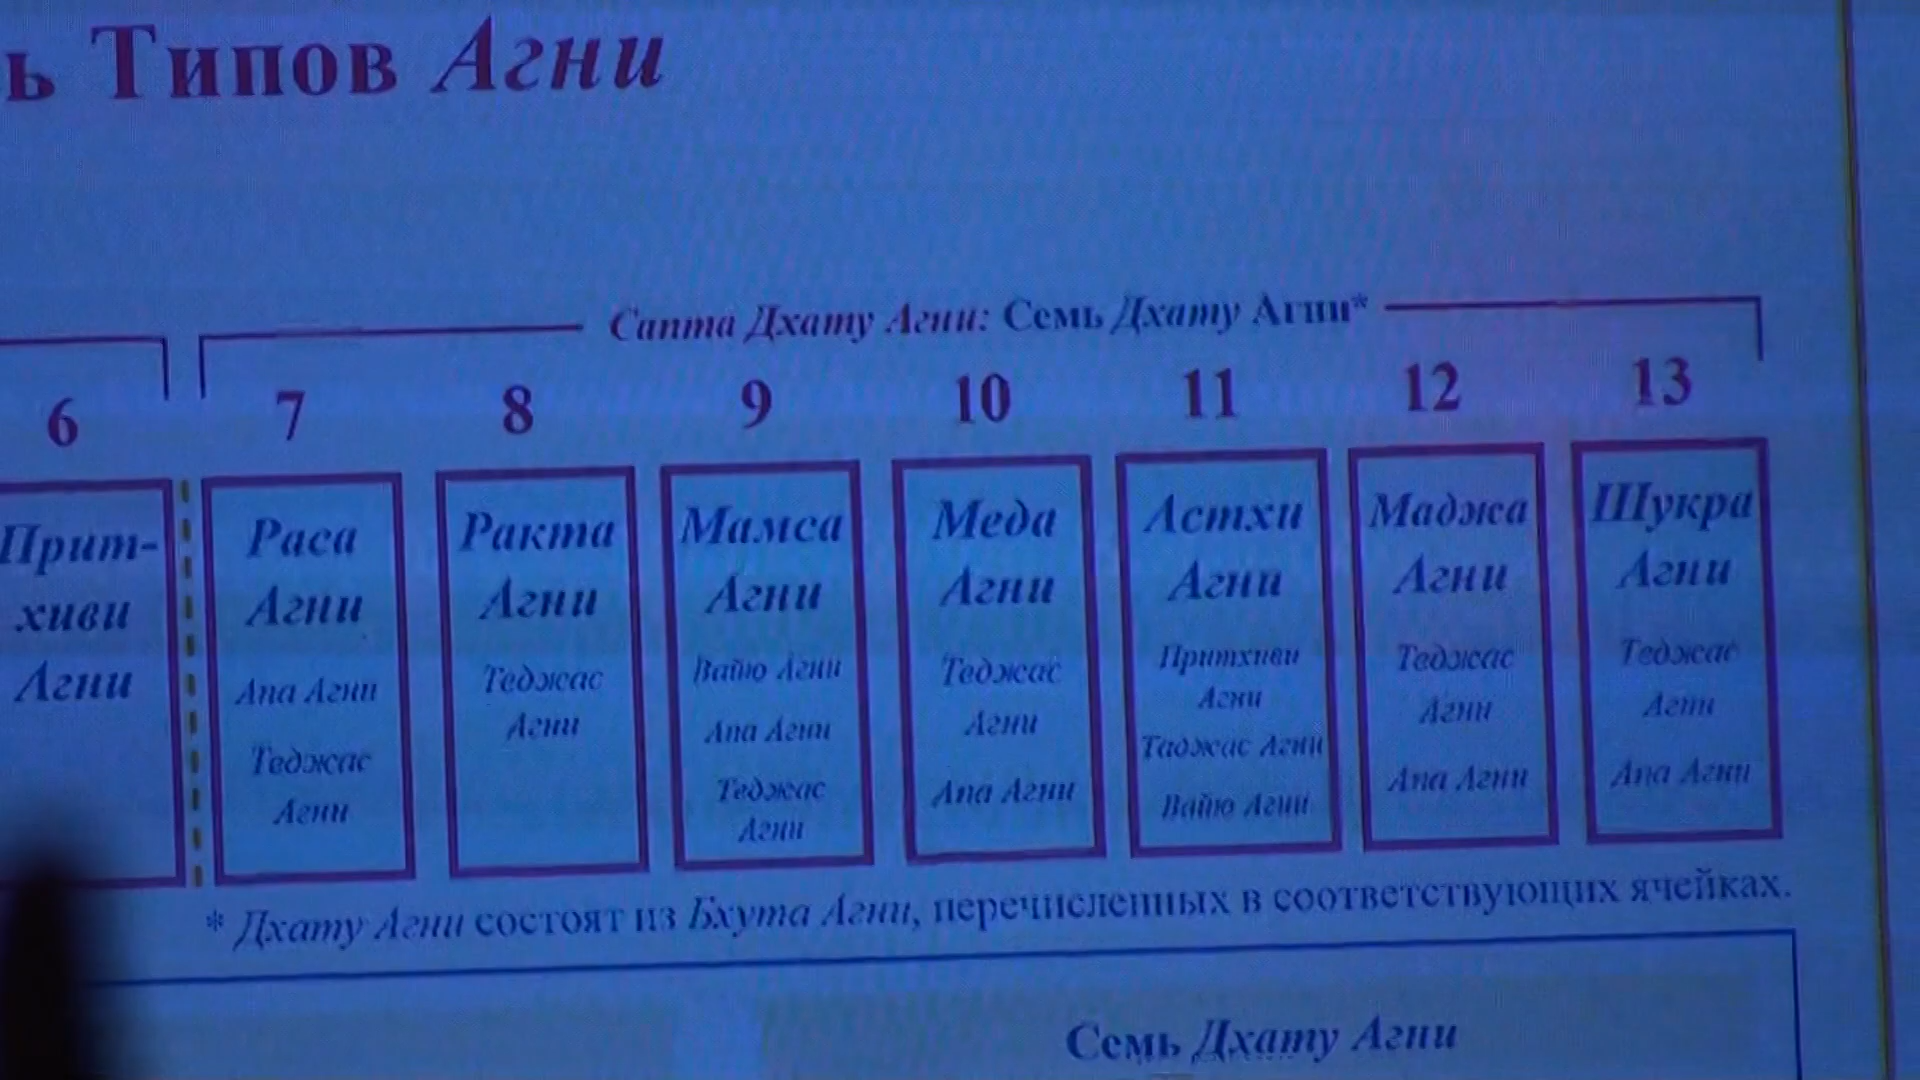 ь Типов Агни
Сапта Дхату Агни: Семь Дхату Агни*
6
7
8
9
10
11
12
13
Прит-
хиви
Агни
Раса
Агни
Апа Агни
Теджас
Агни
Ракта
Агни
Теджас
Агни
Мамса
Агни
Вайю Агни
Апа Агни
Теджас
Агни
Меда
Агни
Теджас
Агни
Апа Агни
Астхи
Агни
Притхиви
Агни
Таджас Агни
Вайю Агни
Маджа
Агни
Теджас
Агни
Апа Агни
Шукра
Агни
Теджас
Агни
Апа Агни
* Дхату Агни состоят из Бхута Агни, перечисленных в соответствующих ячейках.
Семь Дхату Агни